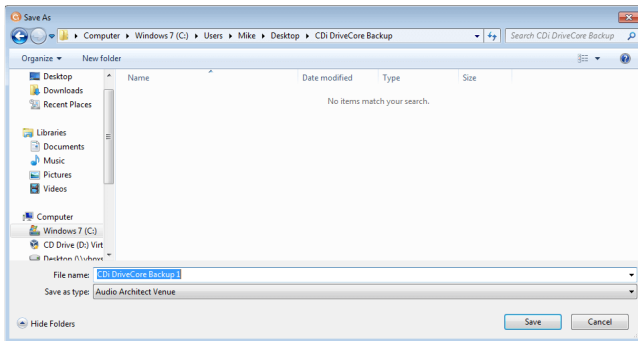 Save As
Computer Windows 7 (C:) Users Mike Desktop CDi DriveCore Backup
Search CDi DriveCore Backup
Organize New folder
Name Date modified Type Size
No items match your search.
Desktop
Downloads
Recent Places
Libraries
Documents
Music
Pictures
Videos
Computer
Windows 7 (C:)
CD Drive (D:) Virt
Desktop (\\vboxs
File name: CDi DriveCore Backup 1
Save as type: Audio Architect Venue
Hide Folders
Save Cancel